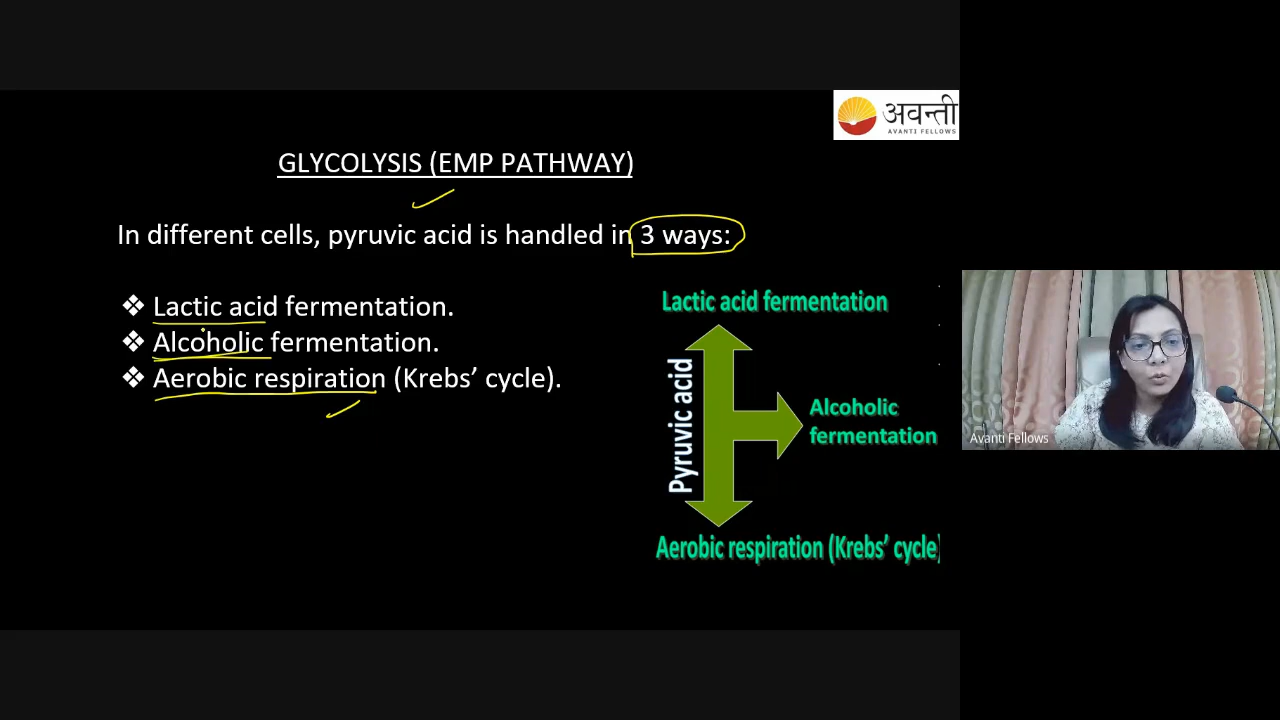 अवन्ती
AVANTI FELLOWS
GLYCOLYSIS (EMP PATHWAY)
In different cells, pyruvic acid is handled in 3 ways:
❖ Lactic acid fermentation.
❖ Alcoholic fermentation.
❖ Aerobic respiration (Krebs’ cycle).
Lactic acid fermentation
Pyruvic acid
Alcoholic
fermentation
Aerobic respiration (Krebs’ cycle)
Avanti Fellows